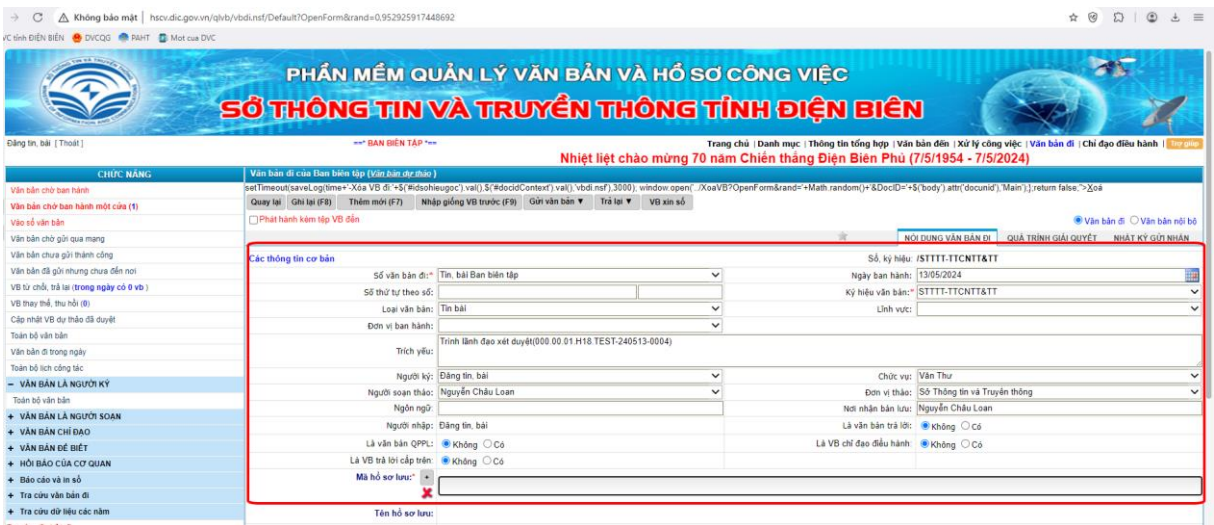 Không bảo mật hscv.dic.gov.vn/qlvb/vbdi.nsf/Default?OpenForm&rand=0.952925917448692
VC tỉnh ĐIỆN BIÊN DVCQG PAHT Mot cua DVC
PHẦN MỀM QUẢN LÝ VĂN BẢN VÀ HỒ SƠ CÔNG VIỆC
SỞ THÔNG TIN VÀ TRUYỀN THÔNG TỈNH ĐIỆN BIÊN
Đăng tin, bài [ Thoát ] ==* BAN BIÊN TẬP *== Trang chủ | Danh mục | Thông tin tổng hợp | Văn bản đến | Xử lý công việc | Văn bản đi | Chỉ đạo điều hành | Trợ giúp
Nhiệt liệt chào mừng 70 năm Chiến thắng Điện Biên Phủ (7/5/1954 - 7/5/2024)
CHỨC NĂNG
Văn bản chờ ban hành
Văn bản chờ ban hành một cửa (1)
Vào sổ văn bản
Văn bản chờ gửi qua mạng
Văn bản chưa gửi thành công
Văn bản đã gửi nhưng chưa đến nơi
VB từ chối, trả lại (trong ngày có 0 vb )
VB thay thế, thu hồi (0)
Cập nhật VB dự thảo đã duyệt
Toàn bộ văn bản
Văn bản đi trong ngày
Toàn bộ lịch công tác
− VĂN BẢN LÀ NGƯỜI KÝ
Toàn bộ văn bản
+ VĂN BẢN LÀ NGƯỜI SOẠN
+ VĂN BẢN CHỈ ĐẠO
+ VĂN BẢN ĐỂ BIẾT
+ HỒI BÁO CỦA CƠ QUAN
+ Báo cáo và in sổ
+ Tra cứu văn bản đi
+ Tra cứu dữ liệu các năm
Văn bản đi của Ban biên tập (Văn bản dự thảo )
setTimeout(saveLog(time+'-Xóa VB đi:'+$('#idsohieugoc').val(),$('#docidContext').val(),'vbdi.nsf'),3000); window.open('../XoaVB?OpenForm&rand='+Math.random()+'&DocID='+$('body').attr('docunid'),'Main');};return false;">Xoá
Quay lại Ghi lại (F8) Thêm mới (F7) Nhập giống VB trước (F9) Gửi văn bản ▼ Trả lại ▼ VB xin số
Phát hành kèm tệp VB đến Văn bản đi Văn bản nội bộ
NỘI DUNG VĂN BẢN ĐI QUÁ TRÌNH GIẢI QUYẾT NHẬT KÝ GỬI NHẬN
Các thông tin cơ bản Số, ký hiệu: /STTTT-TTCNTT&TT
Sổ văn bản đi:* Tin, bài Ban biên tập Ngày ban hành: 13/05/2024
Số thứ tự theo sổ: Ký hiệu văn bản:* STTTT-TTCNTT&TT
Loại văn bản: Tin bài Lĩnh vực:
Đơn vị ban hành:
Trích yếu: Trình lãnh đạo xét duyệt(000.00.01.H18.TEST-240513-0004)
Người ký: Đăng tin, bài Chức vụ: Văn Thư
Người soạn thảo: Nguyễn Châu Loan Đơn vị thảo: Sở Thông tin và Truyền thông
Ngôn ngữ: Nơi nhận bản lưu: Nguyễn Châu Loan
Người nhập: Đăng tin, bài Là văn bản trả lời: Không Có
Là văn bản QPPL: Không Có Là VB chỉ đạo điều hành: Không Có
Là VB trả lời cấp trên: Không Có
Mã hồ sơ lưu:* +
Tên hồ sơ lưu: